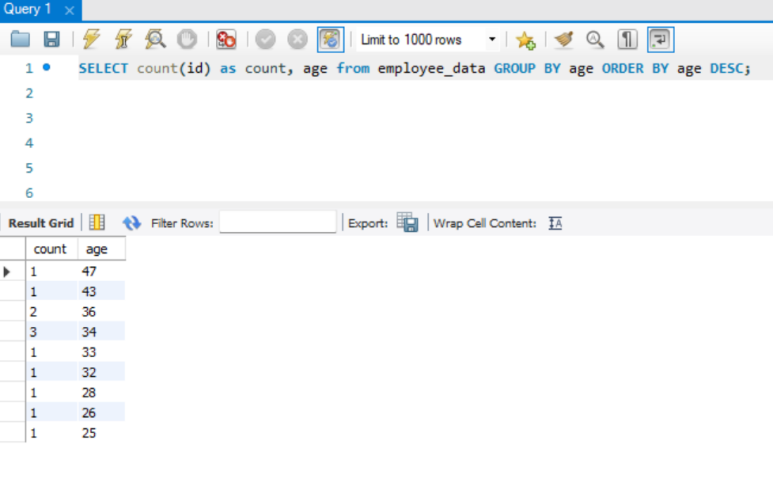 Query 1
Limit to 1000 rows
1 SELECT count(id) as count, age from employee_data GROUP BY age ORDER BY age DESC;
2
3
4
5
6
Result Grid Filter Rows: Export: Wrap Cell Content:
count age
1 47
1 43
2 36
3 34
1 33
1 32
1 28
1 26
1 25